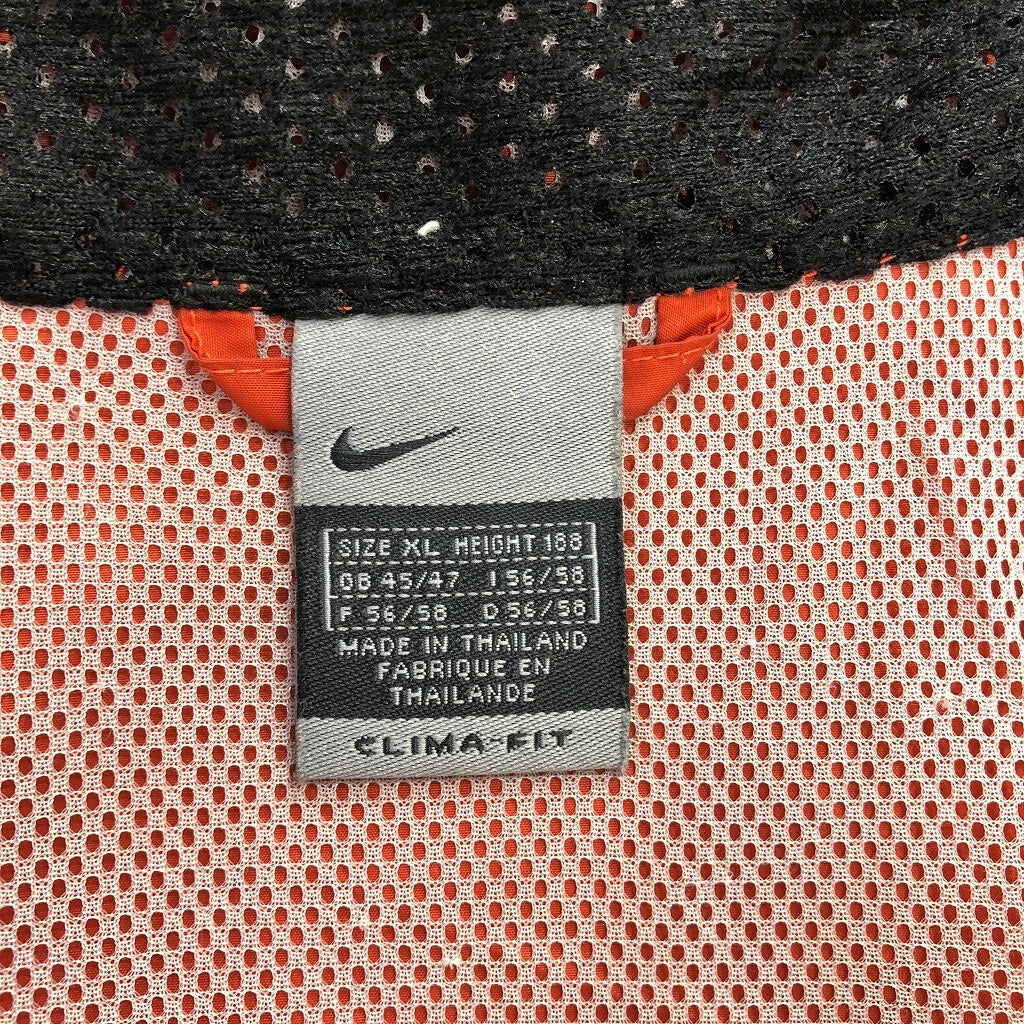 SIZE XL HEIGHT 188
GB 45/47 I 56/58
F 56/58 D 56/58
MADE IN THAILAND
FABRIQUE EN
THAILANDE
CLIMA-FIT